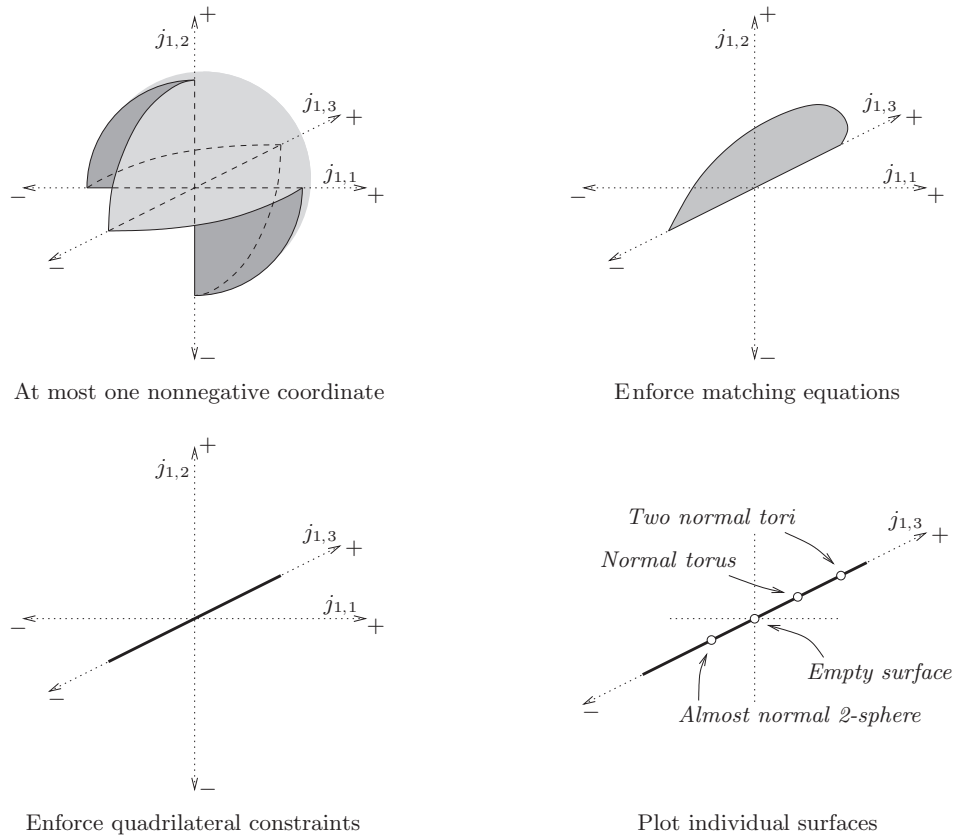 +
j1,2
j1,3
+
j1,1
−
+
−
−
At most one nonnegative coordinate
+
j1,2
j1,3
+
j1,1
−
+
−
−
Enforce matching equations
+
j1,2
j1,3
+
j1,1
−
+
−
−
Enforce quadrilateral constraints
Two normal tori
j1,3
+
Normal torus
Empty surface
−
Almost normal 2-sphere
Plot individual surfaces